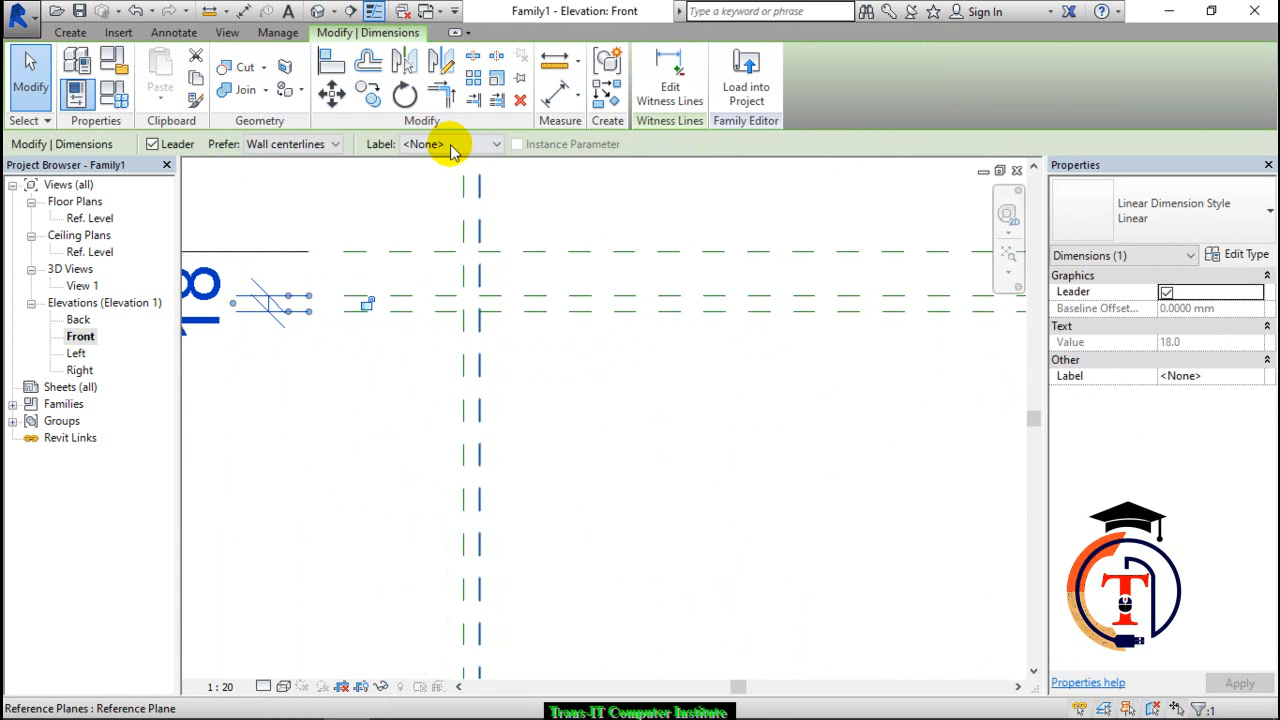 Family1 - Elevation: Front
Type a keyword or phrase
Sign In
Create Insert Annotate View Manage Modify | Dimensions
Modify
Paste
Cut
Join
Edit
Witness Lines
Load into
Project
Select Properties Clipboard Geometry Modify Measure Create Witness Lines Family Editor
Modify | Dimensions Leader Prefer: Wall centerlines Label: <None> Instance Parameter
Project Browser - Family1
Views (all)
Floor Plans
Ref. Level
Ceiling Plans
Ref. Level
3D Views
View 1
Elevations (Elevation 1)
Back
Front
Left
Right
Sheets (all)
Families
Groups
Revit Links
18
2D
Properties
Linear Dimension Style
Linear
Dimensions (1) Edit Type
Graphics
Leader
Baseline Offset... 0.0000 mm
Text
Value 18.0
Other
Label <None>
T
Properties help Apply
1 : 20
Reference Planes : Reference Plane
:1
Trans-IT Computer Institute